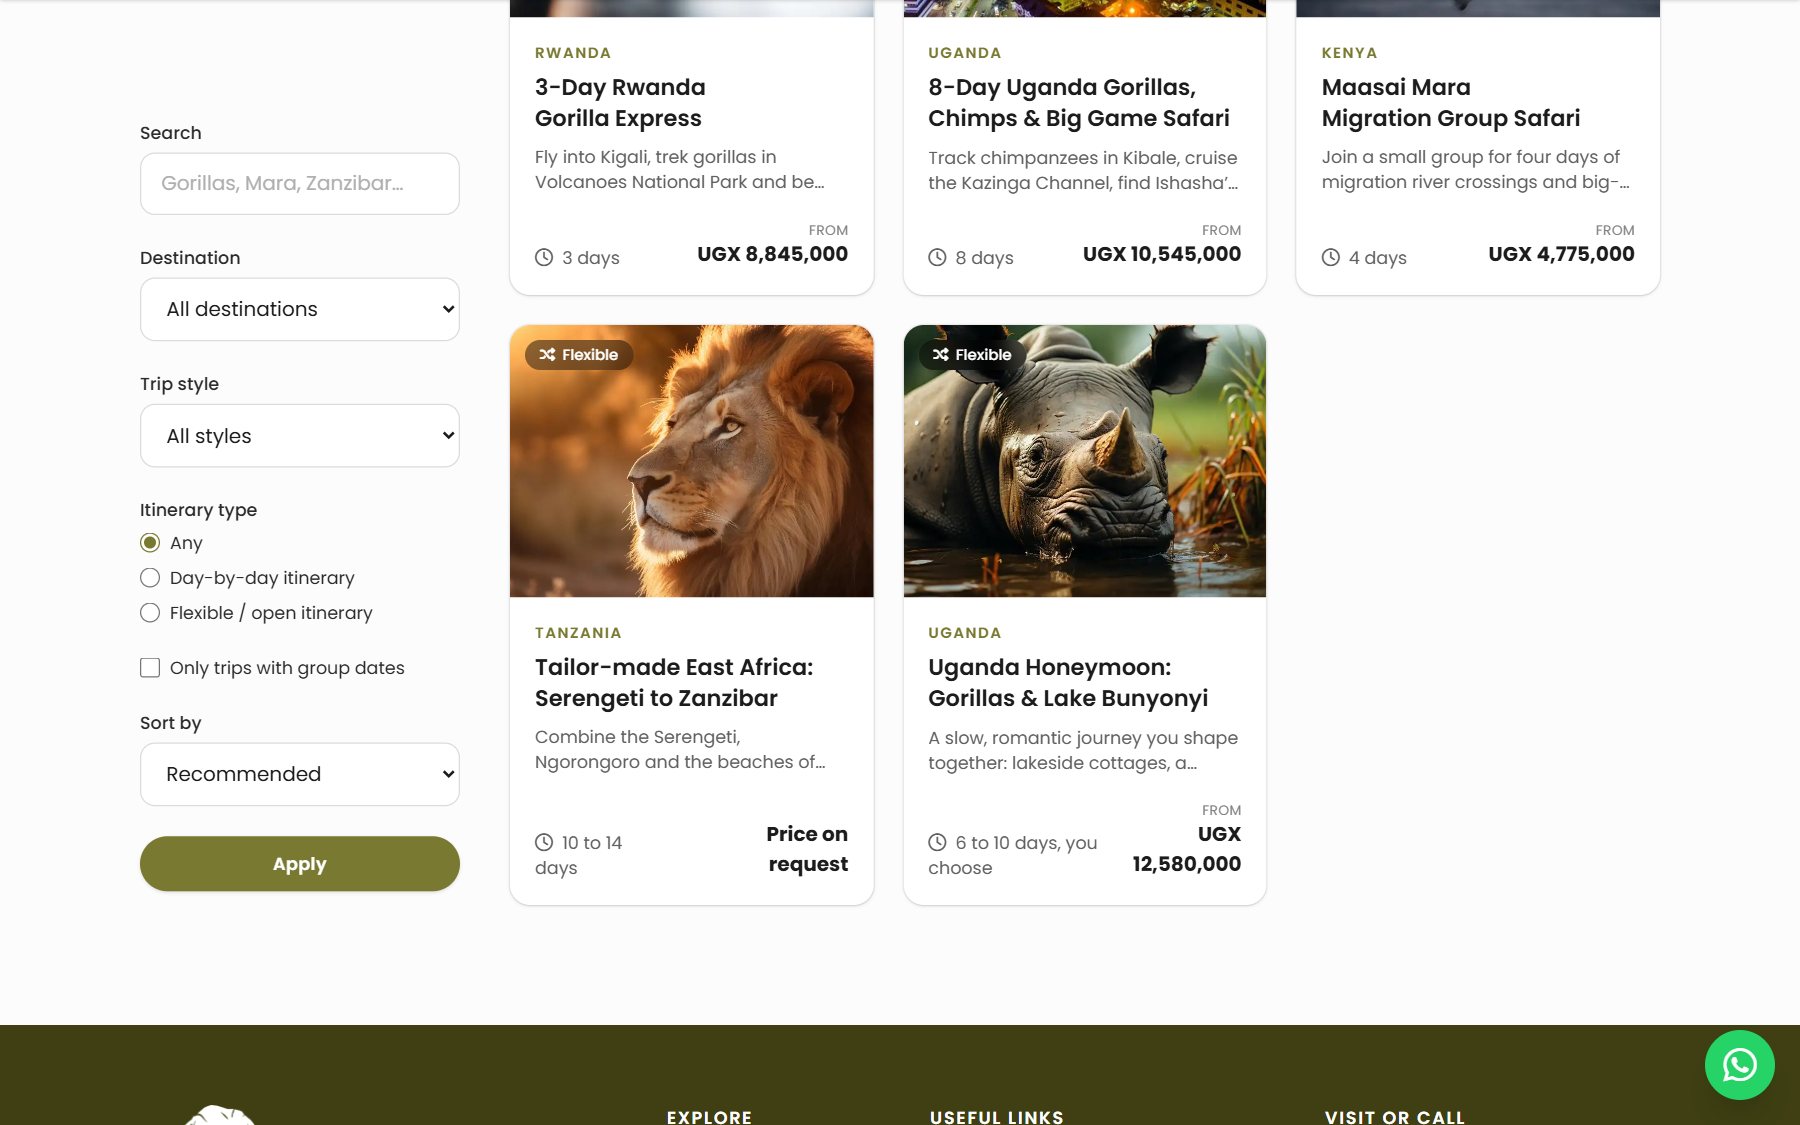 Search
Gorillas, Mara, Zanzibar...
Destination
All destinations
Trip style
All styles
Itinerary type
Any
Day-by-day itinerary
Flexible / open itinerary
Only trips with group dates
Sort by
Recommended
Apply
RWANDA
3-Day Rwanda
Gorilla Express
Fly into Kigali, trek gorillas in
Volcanoes National Park and be...
3 days
FROM
UGX 8,845,000
UGANDA
8-Day Uganda Gorillas,
Chimps & Big Game Safari
Track chimpanzees in Kibale, cruise
the Kazinga Channel, find Ishasha’...
8 days
FROM
UGX 10,545,000
KENYA
Maasai Mara
Migration Group Safari
Join a small group for four days of
migration river crossings and big-...
4 days
FROM
UGX 4,775,000
Flexible
TANZANIA
Tailor-made East Africa:
Serengeti to Zanzibar
Combine the Serengeti,
Ngorongoro and the beaches of...
10 to 14
days
Price on
request
Flexible
UGANDA
Uganda Honeymoon:
Gorillas & Lake Bunyonyi
A slow, romantic journey you shape
together: lakeside cottages, a...
6 to 10 days, you
choose
FROM
UGX
12,580,000
EXPLORE
USEFUL LINKS
VISIT OR CALL